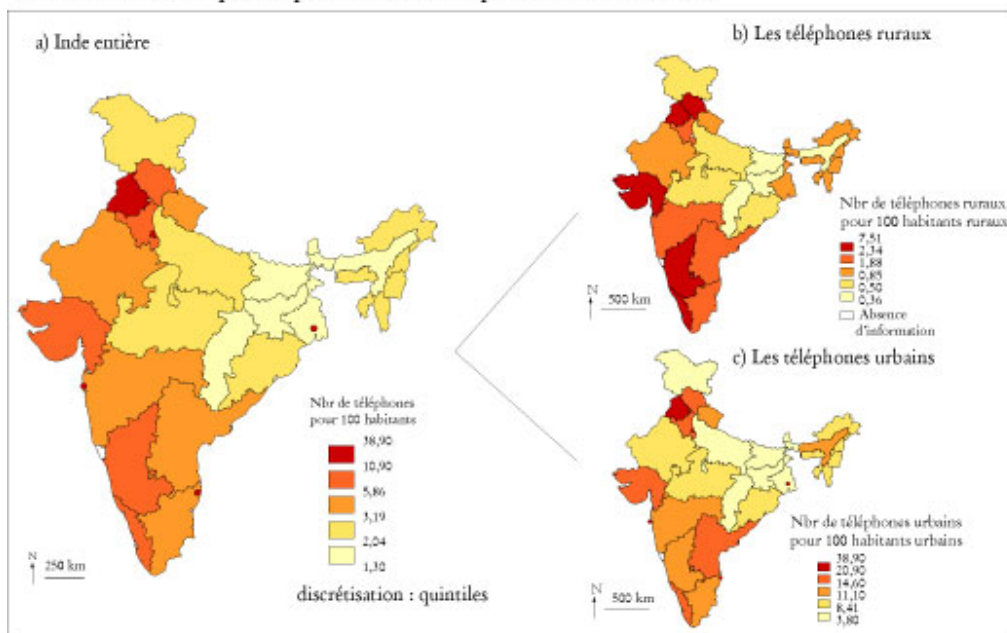 a) Inde entière
Nbr de téléphones
pour 100 habitants
38,90
10,90
5,86
3,19
2,04
1,30
N
250 km
discrétisation : quintiles
b) Les téléphones ruraux
Nbr de téléphones ruraux
pour 100 habitants ruraux
7,51
2,34
1,88
0,85
0,50
0,36
Absence
d'information
N
500 km
c) Les téléphones urbains
Nbr de téléphones urbains
pour 100 habitants urbains
38,90
20,90
14,60
11,10
8,41
3,80
N
500 km